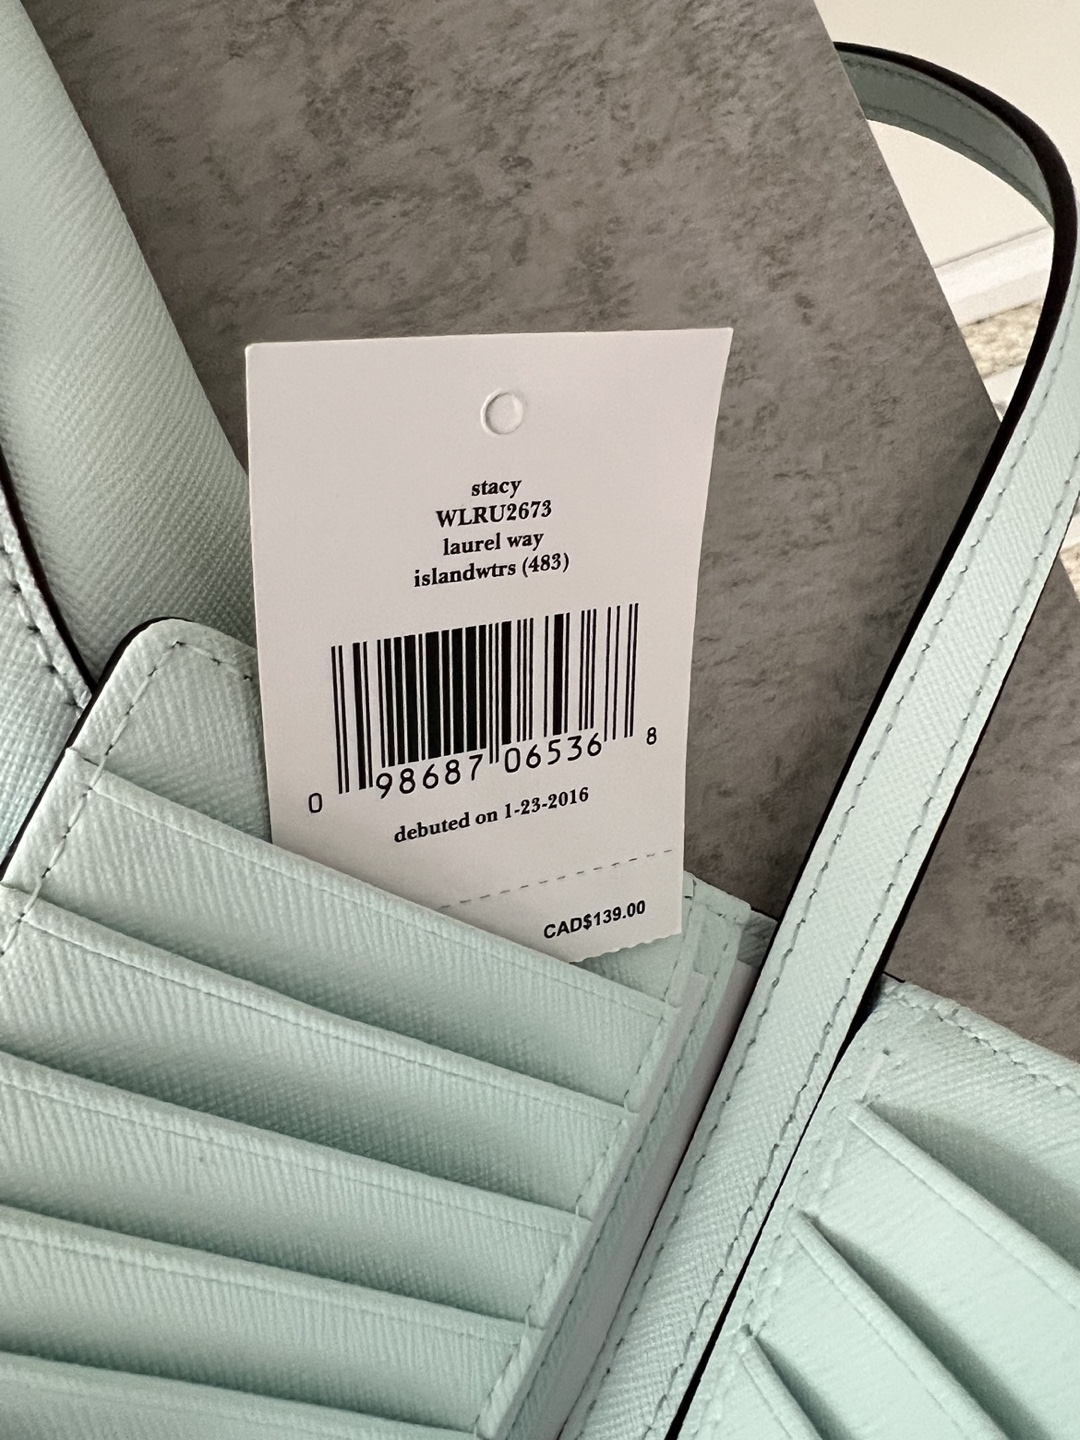 stacy
WLRU2673
laurel way
islandwtrs (483)
0 98687 06536 8
debuted on 1-23-2016
CAD$139.00